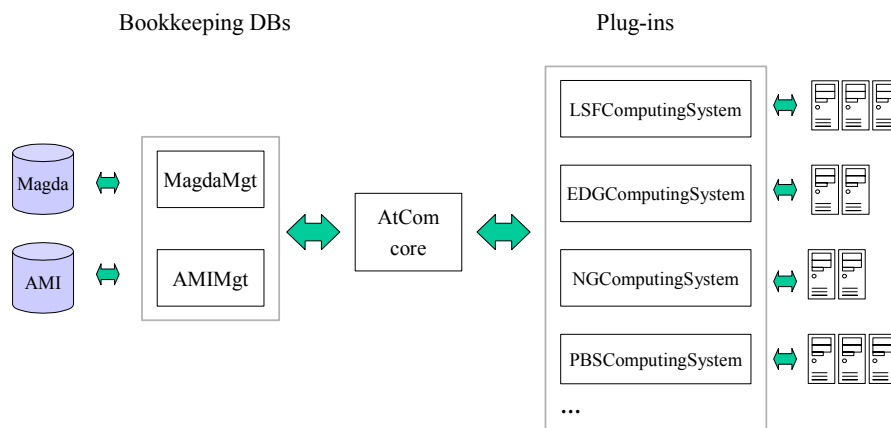 Bookkeeping DBs
Plug-ins
Magda
MagdaMgt
AMI
AMIMgt
AtCom
core
LSFComputingSystem
EDGComputingSystem
NGComputingSystem
PBSComputingSystem
...